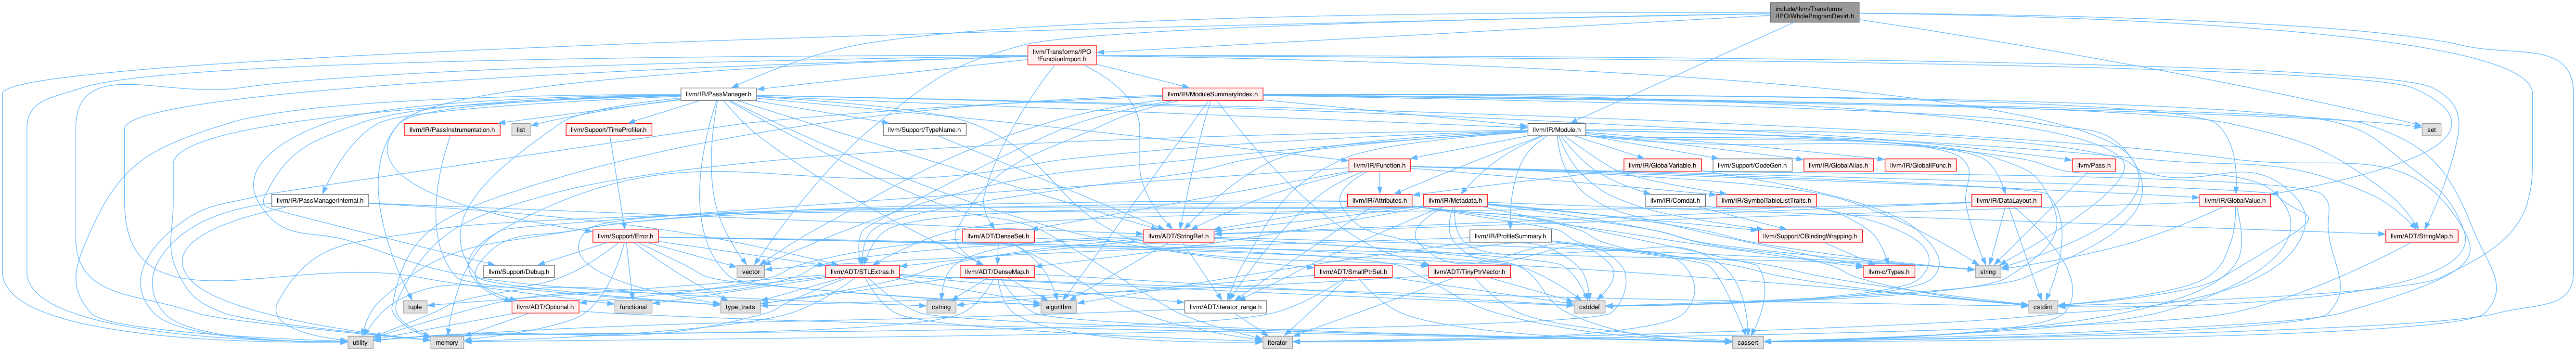 include/llvm/Transforms
/IPO/WholeProgramDevirt.h
llvm/Transforms/IPO
/FunctionImport.h
llvm/IR/PassManager.h
llvm/IR/ModuleSummaryIndex.h
llvm/IR/PassInstrumentation.h
list
llvm/Support/TimeProfiler.h
llvm/Support/TypeName.h
llvm/IR/Module.h
set
llvm/IR/Function.h
llvm/IR/GlobalVariable.h
llvm/Support/CodeGen.h
llvm/IR/GlobalAlias.h
llvm/IR/GlobalIFunc.h
llvm/Pass.h
llvm/IR/PassManagerInternal.h
llvm/IR/Attributes.h
llvm/IR/Metadata.h
llvm/IR/SymbolTableListTraits.h
llvm/IR/Comdat.h
llvm/IR/DataLayout.h
llvm/IR/GlobalValue.h
llvm/Support/Error.h
llvm/ADT/DenseSet.h
llvm/ADT/StringRef.h
llvm/IR/ProfileSummary.h
llvm/Support/CBindingWrapping.h
llvm/ADT/StringMap.h
llvm/Support/Debug.h
vector
llvm/ADT/STLExtras.h
llvm/ADT/DenseMap.h
llvm/ADT/SmallPtrSet.h
llvm/ADT/TinyPtrVector.h
llvm-c/Types.h
string
tuple
llvm/ADT/Optional.h
functional
type_traits
cstring
algorithm
llvm/ADT/iterator_range.h
cstddef
cstdint
utility
memory
iterator
cassert